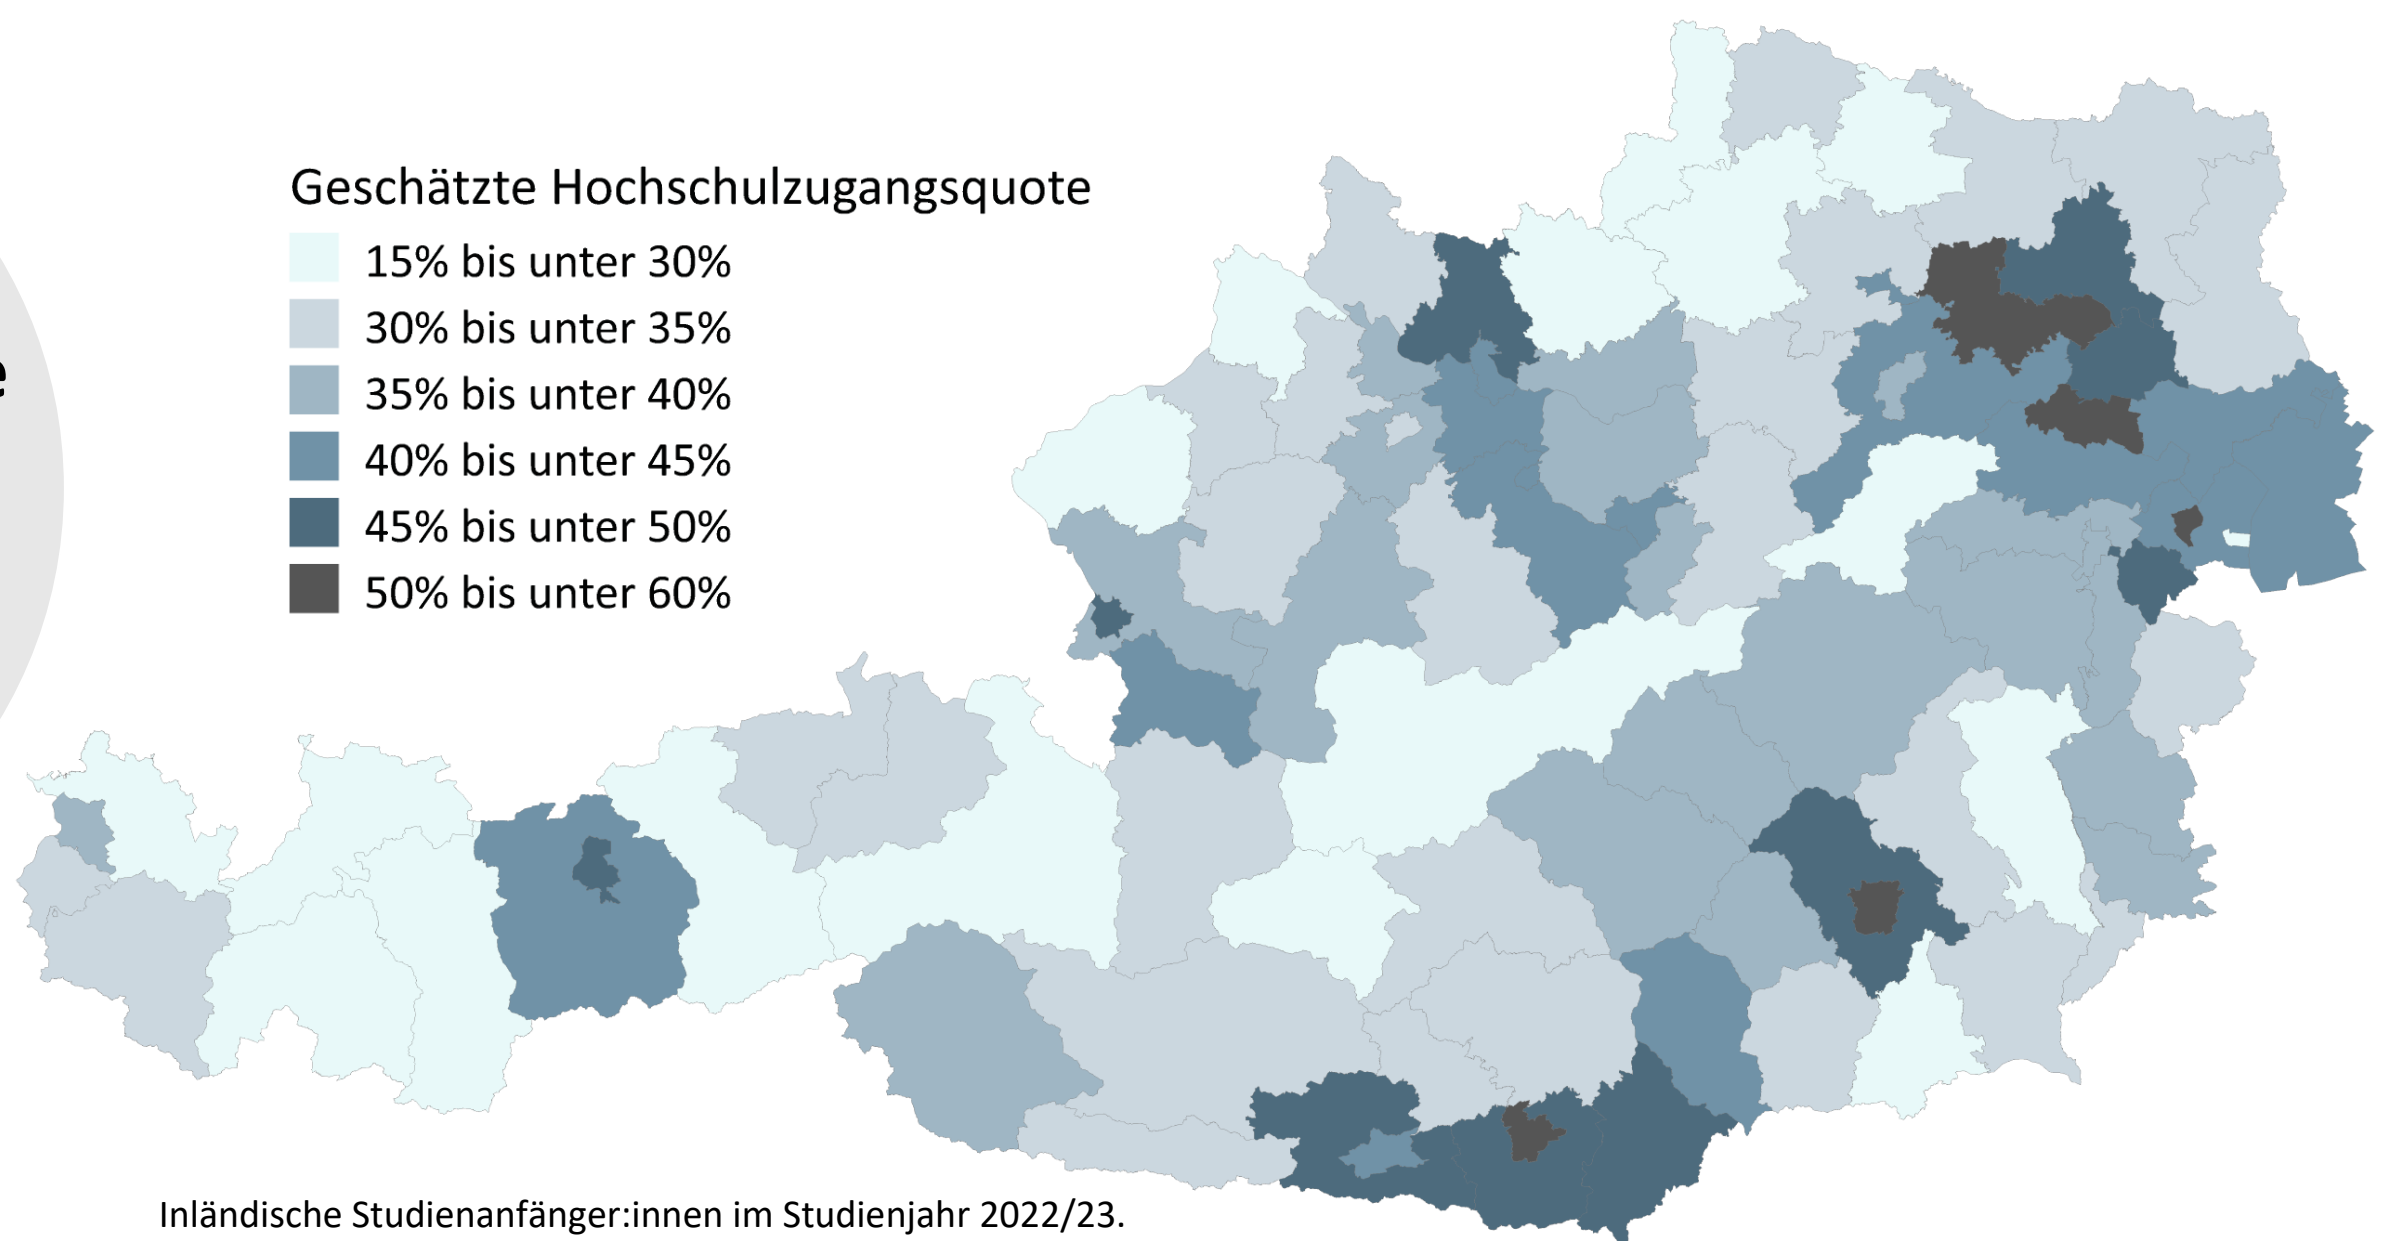 Geschätzte Hochschulzugangsquote
15% bis unter 30%
30% bis unter 35%
35% bis unter 40%
40% bis unter 45%
45% bis unter 50%
50% bis unter 60%
Inländische Studienanfänger:innen im Studienjahr 2022/23.